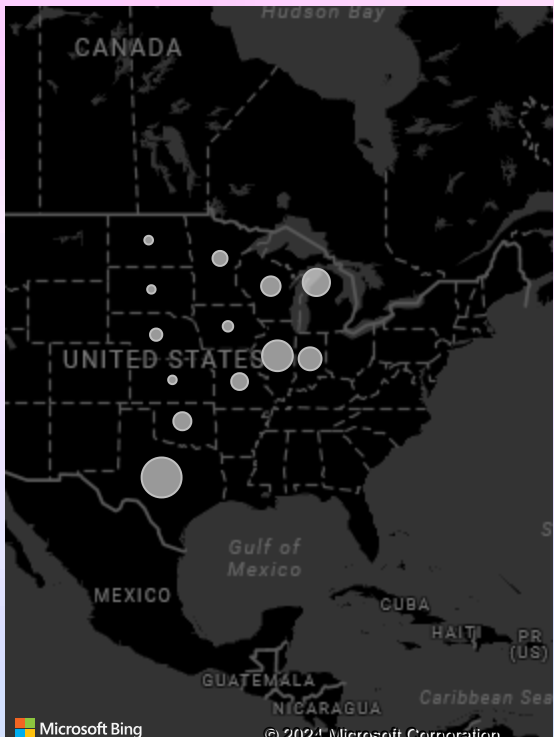 Hudson Bay
CANADA
UNITED STATES
Gulf of
Mexico
MEXICO
CUBA
HAITI
PR
(US)
GUATEMALA
Caribbean Sea
NICARAGUA
Microsoft Bing
© 2024 Microsoft Corporation